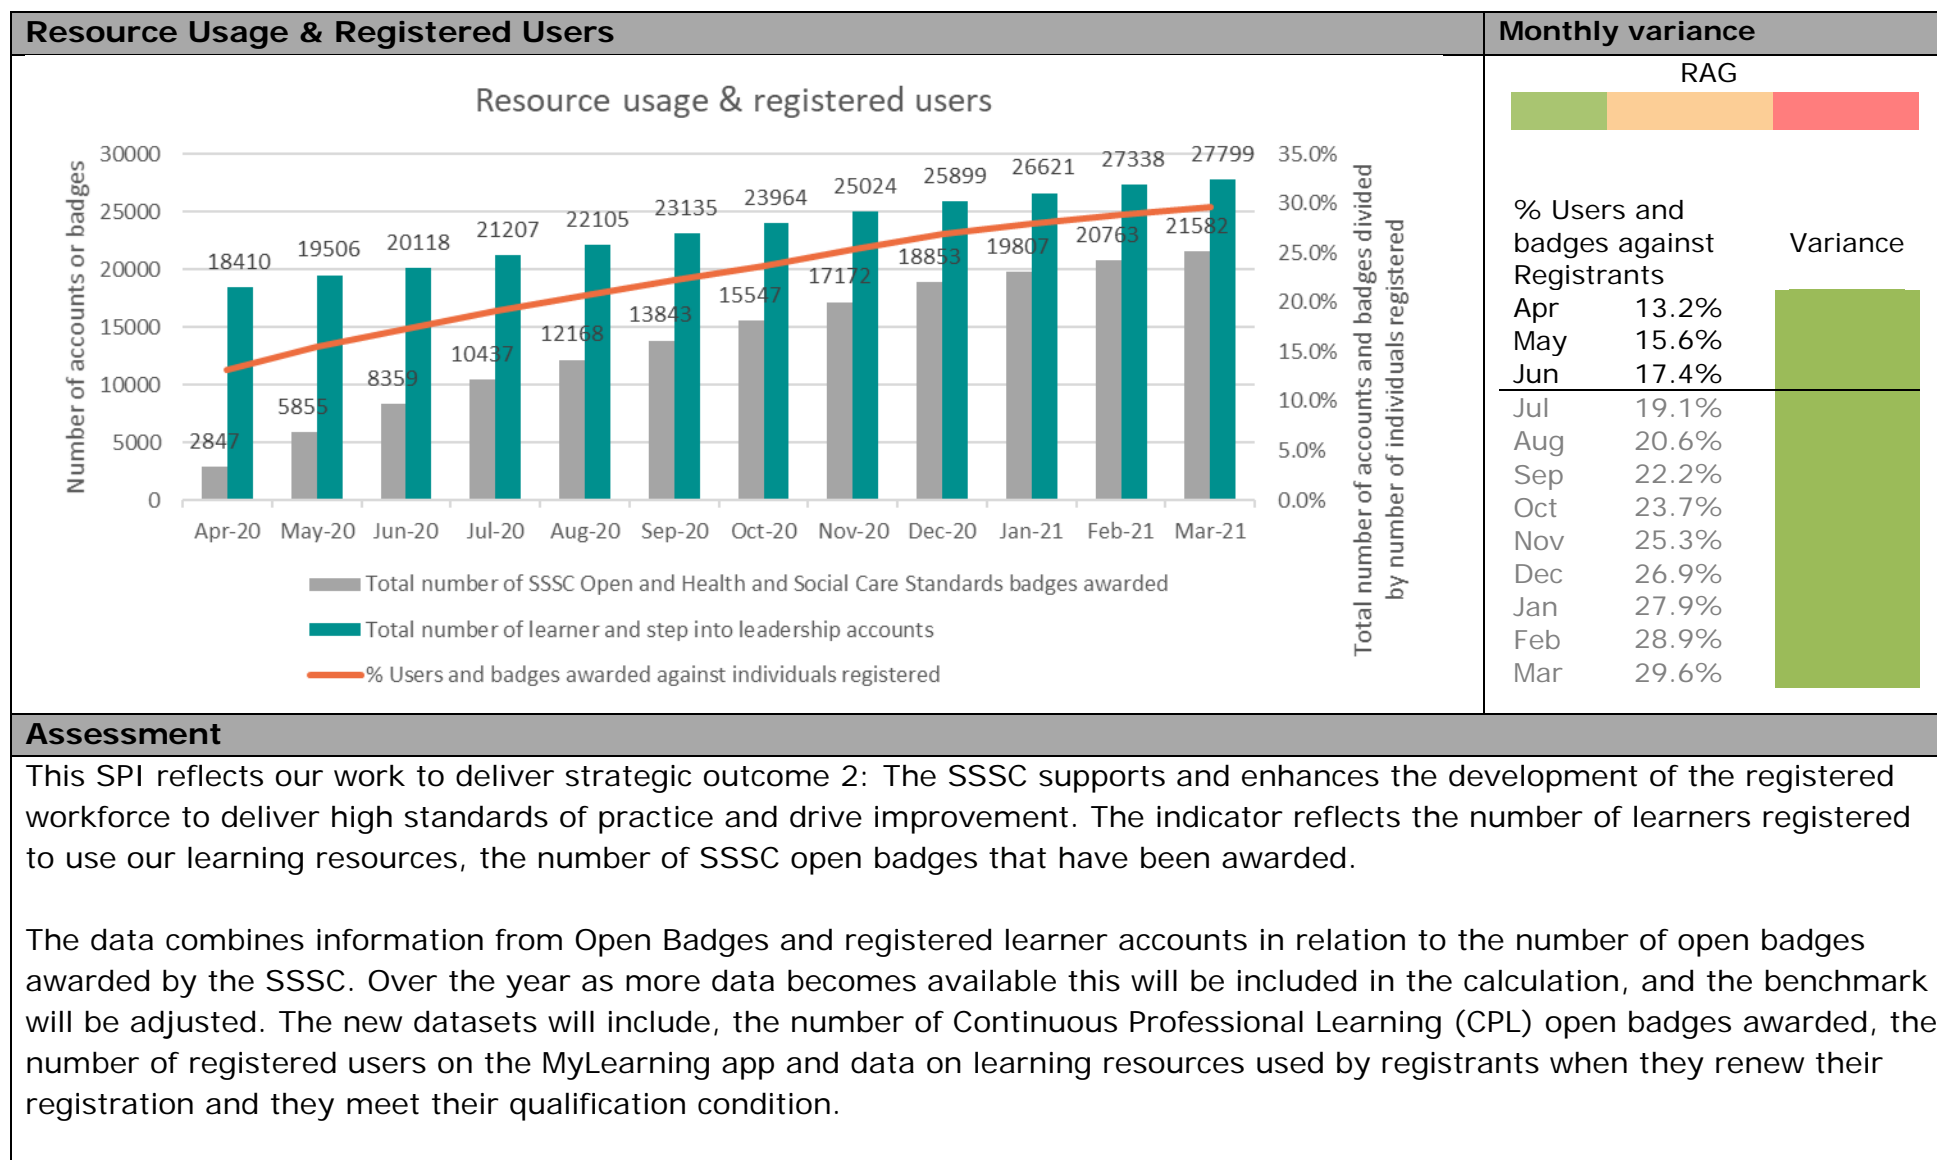 Resource Usage & Registered Users
Monthly variance
Resource usage & registered users
Number of accounts or badges
30000
25000
20000
15000
10000
5000
0
18410
19506
20118
21207
22105
23135
23964
25024
25899
26621
27338
27799
2847
5855
8359
10437
12168
13843
15547
17172
18853
19807
20763
21582
35.0%
30.0%
25.0%
20.0%
15.0%
10.0%
5.0%
0.0%
Total number of accounts and badges divided
by number of individuals registered
Apr-20 May-20 Jun-20 Jul-20 Aug-20 Sep-20 Oct-20 Nov-20 Dec-20 Jan-21 Feb-21 Mar-21
Total number of SSSC Open and Health and Social Care Standards badges awarded
Total number of learner and step into leadership accounts
% Users and badges awarded against individuals registered
RAG
% Users and
badges against
Registrants
Variance
Apr 13.2%
May 15.6%
Jun 17.4%
Jul 19.1%
Aug 20.6%
Sep 22.2%
Oct 23.7%
Nov 25.3%
Dec 26.9%
Jan 27.9%
Feb 28.9%
Mar 29.6%
Assessment
This SPI reflects our work to deliver strategic outcome 2: The SSSC supports and enhances the development of the registered
workforce to deliver high standards of practice and drive improvement. The indicator reflects the number of learners registered
to use our learning resources, the number of SSSC open badges that have been awarded.
The data combines information from Open Badges and registered learner accounts in relation to the number of open badges
awarded by the SSSC. Over the year as more data becomes available this will be included in the calculation, and the benchmark
will be adjusted. The new datasets will include, the number of Continuous Professional Learning (CPL) open badges awarded, the
number of registered users on the MyLearning app and data on learning resources used by registrants when they renew their
registration and they meet their qualification condition.